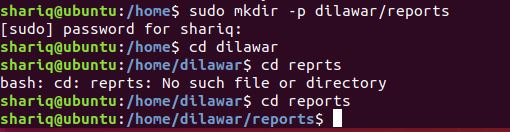 shariq@ubuntu:/home$ sudo mkdir -p dilawar/reports
[sudo] password for shariq:
shariq@ubuntu:/home$ cd dilawar
shariq@ubuntu:/home/dilawar$ cd reprts
bash: cd: reprts: No such file or directory
shariq@ubuntu:/home/dilawar$ cd reports
shariq@ubuntu:/home/dilawar/reports$